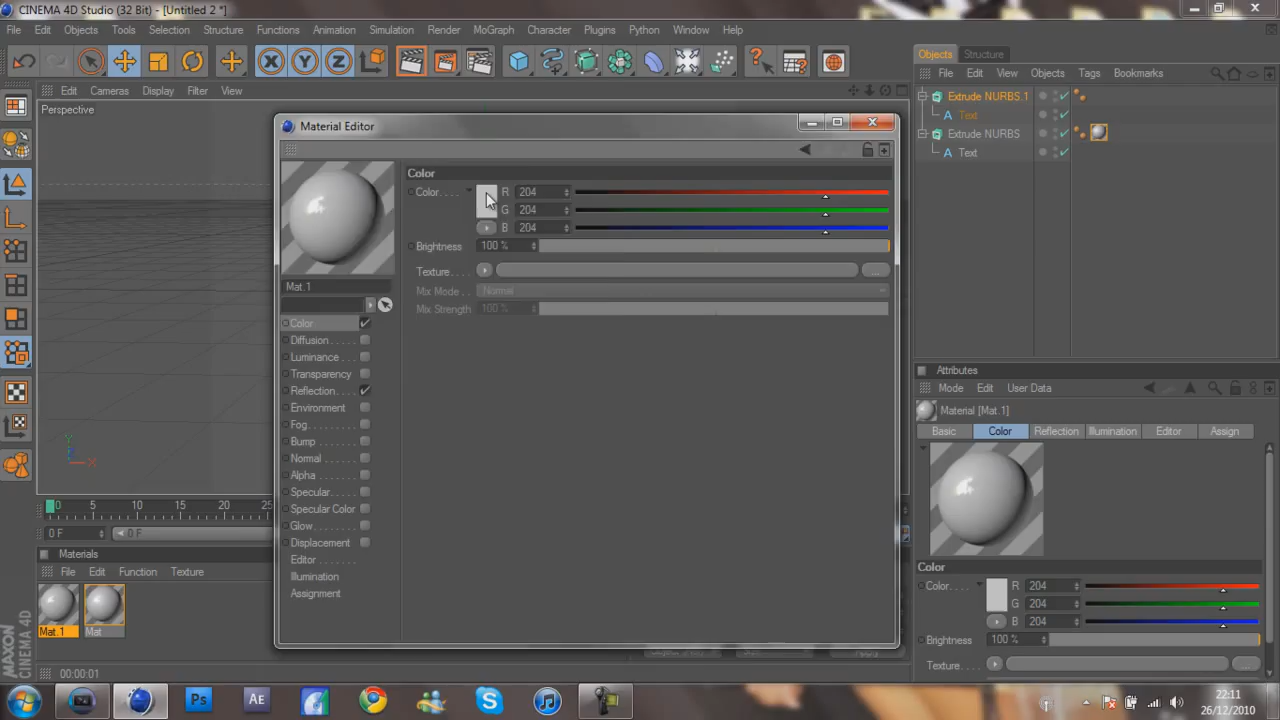 CINEMA 4D Studio (32 Bit) - [Untitled 2 *]
File Edit Objects Tools Selection Structure Functions Animation Simulation Render MoGraph Character Plugins Python Window Help
Objects Structure
File Edit View Objects Tags Bookmarks
Edit Cameras Display Filter View
Perspective
Extrude NURBS.1
Text
Extrude NURBS
Text
Material Editor
Color
Color. . . .
R 204
G 204
B 204
Brightness 100 %
Texture. . . .
...
Mix Mode . . Normal
Mix Strength 100 %
Mat.1
Color
Diffusion. . . . .
Luminance . . .
Transparency
Reflection. . . .
Environment
Fog. . . . . . . . . .
Bump. . . . . . . .
Normal . . . . . . .
Alpha . . . . . . . .
Specular. . . . . .
Specular Color
Glow. . . . . . . . .
Displacement
Editor
Illumination
Assignment
Attributes
Mode Edit User Data
Material [Mat.1]
Basic Color Reflection Illumination Editor Assign
Color
Color. . . .
R 204
G 204
B 204
Brightness 100 %
Texture. . . .
...
Y
X
0 5 10 15 20 25
0 F
0 F
Materials
File Edit Function Texture
Mat.1 Mat
MAXON
CINEMA 4D
00:00:01
Ps
AE
22:11
26/12/2010